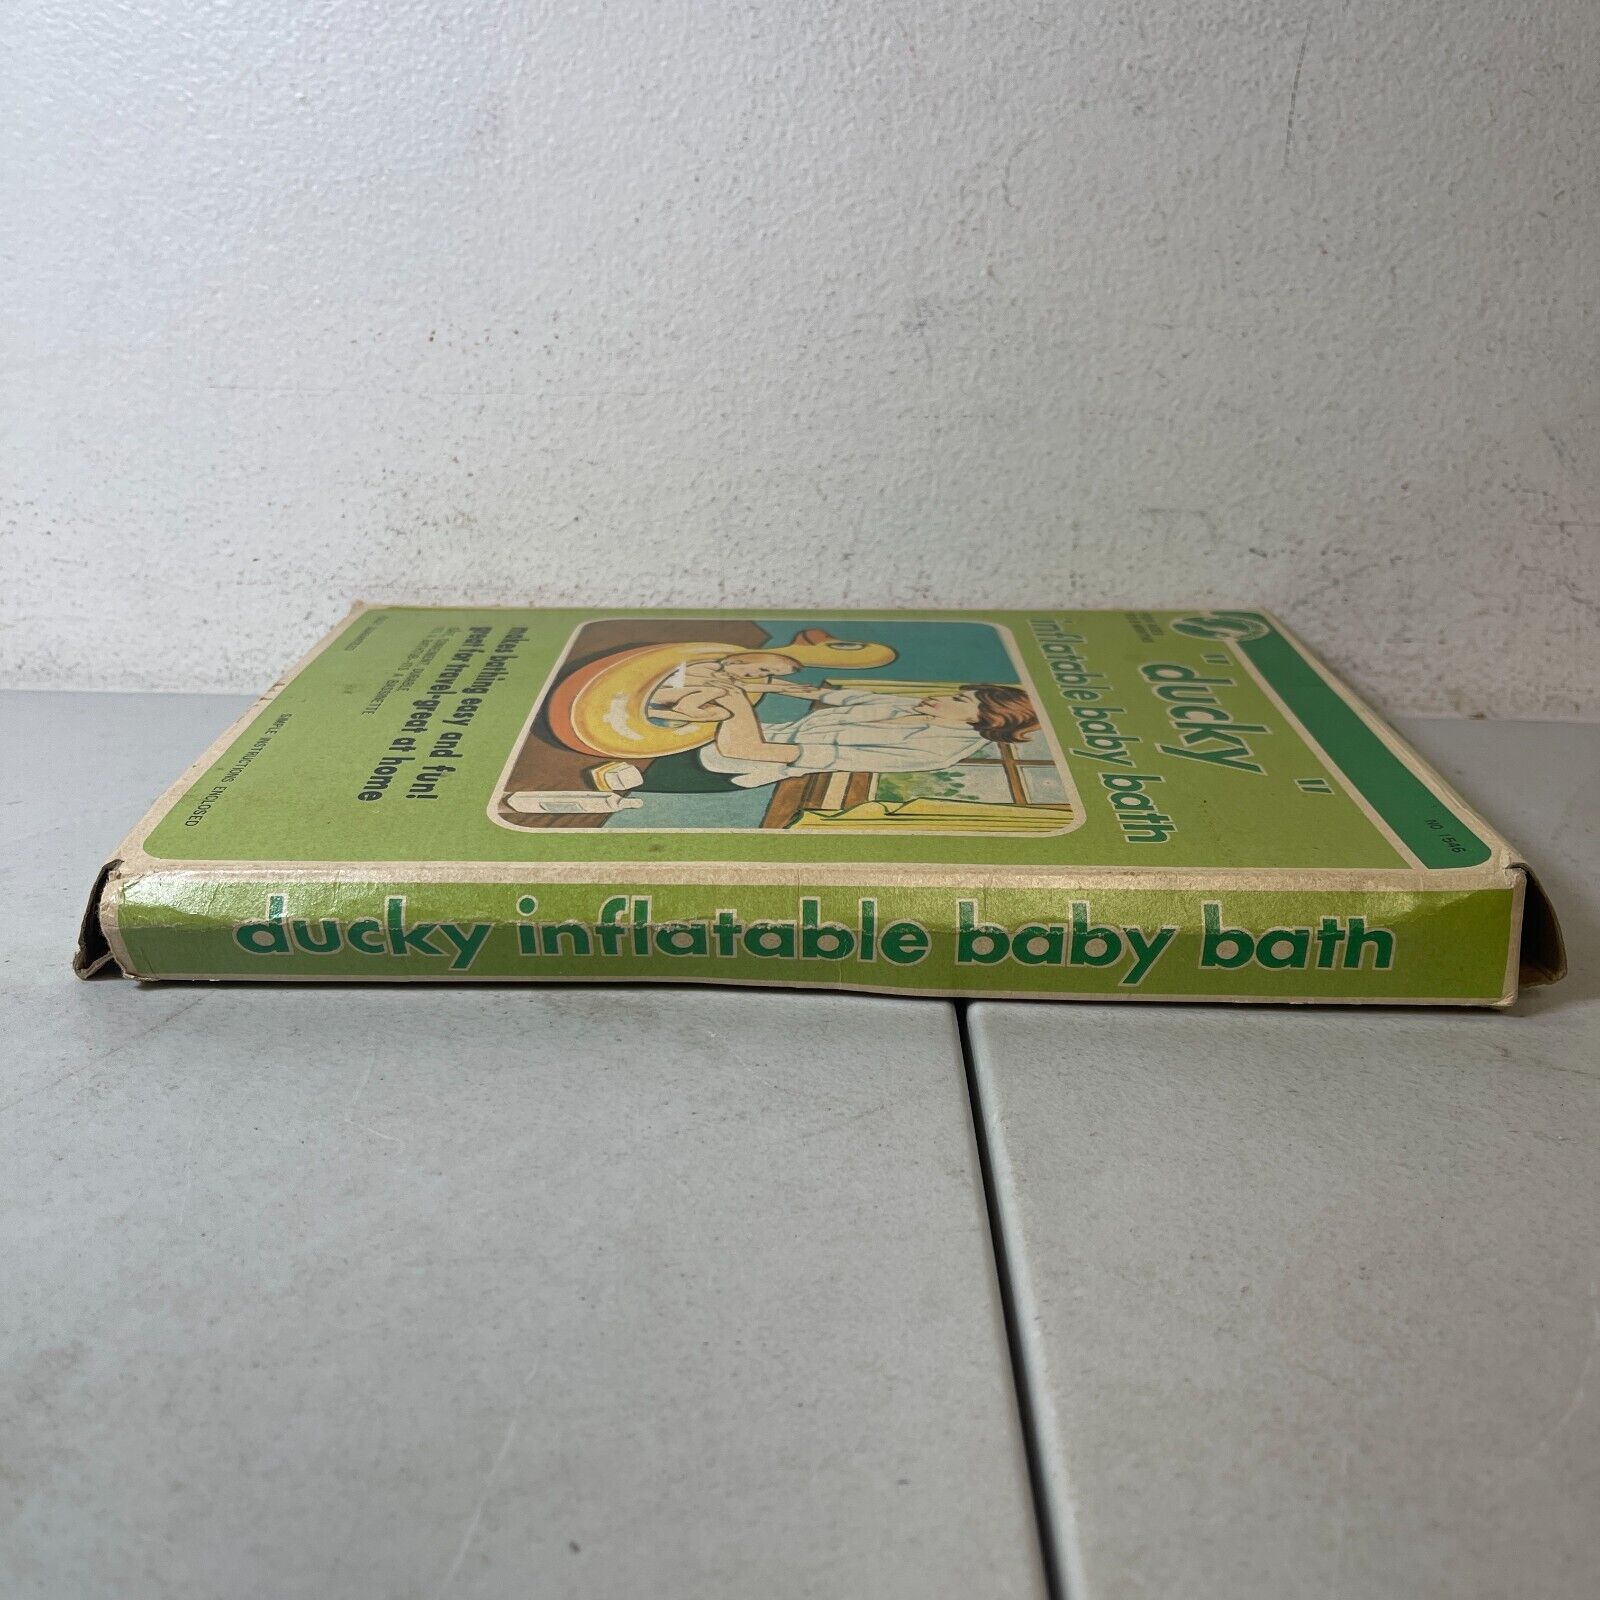 "ducky"
inflatable baby bath
NO 1546
makes bathing easy and fun!
great for travel-great at home
SIMPLE INSTRUCTIONS ENCLOSED
ducky inflatable baby bath